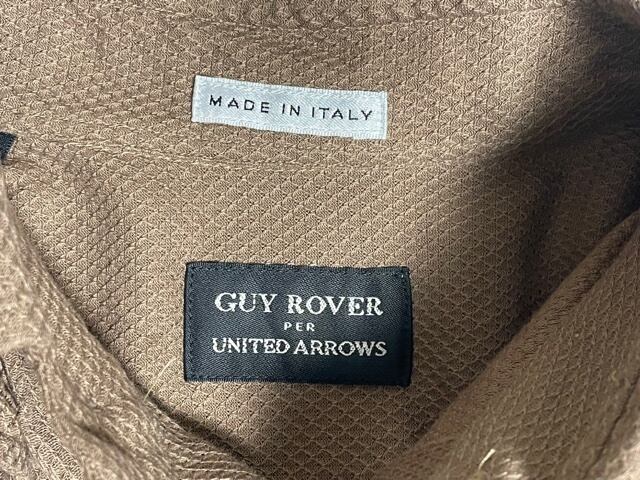 MADE IN ITALY
GUY ROVER
PER
UNITED ARROWS